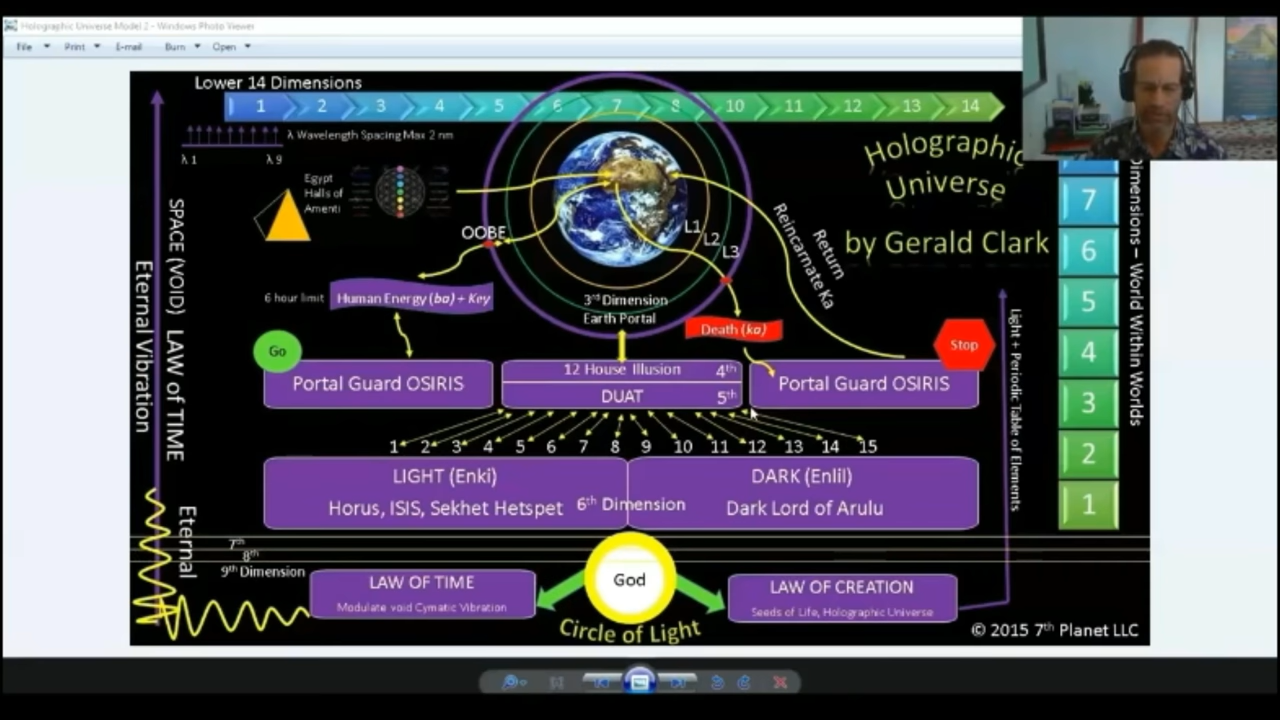 Holographic Universe Model 2 - Windows Photo Viewer
File Print E-mail Burn Open
Lower 14 Dimensions
1 2 3 4 5 6 7 8 10 11 12 13 14
λ Wavelength Spacing Max 2 nm
λ 1 λ 9
Egypt
Halls of
Amenti
OOBE
L1
L2
L3
Holographic
Universe
by Gerald Clark
Return
Reincarnate Ka
6 hour limit
Human Energy (ba) + Key
3rd Dimension
Earth Portal
Death (ka)
Go
Stop
Portal Guard OSIRIS
12 House Illusion 4th
DUAT 5th
Portal Guard OSIRIS
1 2 3 4 5 6 7 8 9 10 11 12 13 14 15
LIGHT (Enki)
Horus, ISIS, Sekhet Hetspet
6th Dimension
DARK (Enlil)
Dark Lord of Arulu
7th
8th
9th Dimension
LAW OF TIME
Modulate void Cymatic Vibration
God
LAW OF CREATION
Seeds of Life, Holographic Universe
Circle of Light
© 2015 7th Planet LLC
Eternal Vibration
SPACE (VOID) LAW of TIME
Eternal
Light + Periodic Table of Elements
7
6
5
4
3
2
1
Dimensions – World Within Worlds